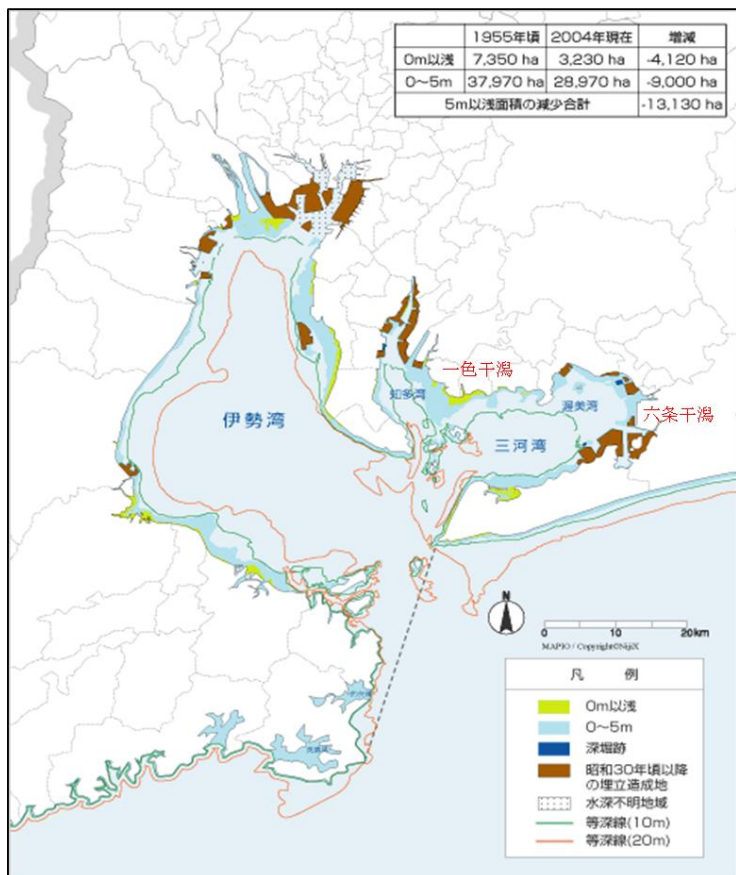 1955年頃 2004年現在 増減
0m以浅 7,350 ha 3,230 ha -4,120 ha
0～5m 37,970 ha 28,970 ha -9,000 ha
5m以浅面積の減少合計 -13,130 ha
一色干潟
知多湾
渥美湾
六条干潟
伊勢湾
三河湾
N
0 10 20km
MAPIO / Copyright©NijiX
凡 例
0m以浅
0～5m
深堀跡
昭和30年頃以降
の埋立造成地
水深不明地域
等深線(10m)
等深線(20m)